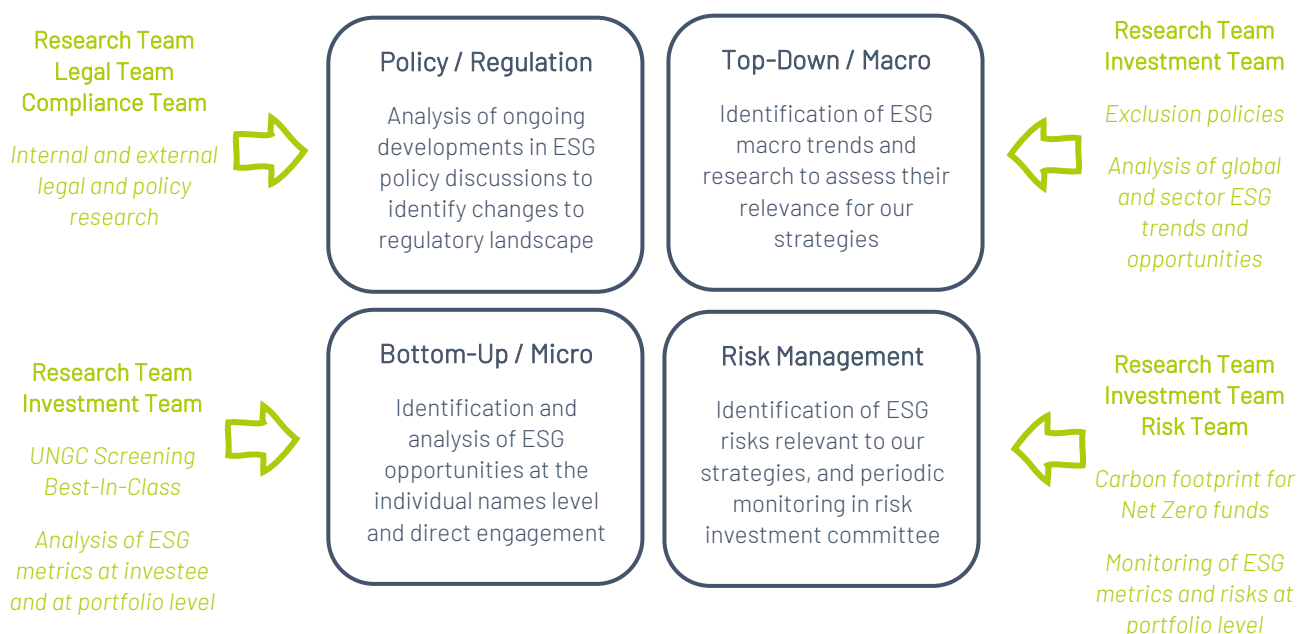 Research Team
Legal Team
Compliance Team
Internal and external
legal and policy
research
Policy / Regulation
Analysis of ongoing
developments in ESG
policy discussions to
identify changes to
regulatory landscape
Top-Down / Macro
Identification of ESG
macro trends and
research to assess their
relevance for our
strategies
Research Team
Investment Team
Exclusion policies
Analysis of global
and sector ESG
trends and
opportunities
Research Team
Investment Team
UNGC Screening
Best-In-Class
Analysis of ESG
metrics at investee
and at portfolio level
Bottom-Up / Micro
Identification and
analysis of ESG
opportunities at the
individual names level
and direct engagement
Risk Management
Identification of ESG
risks relevant to our
strategies, and periodic
monitoring in risk
investment committee
Research Team
Investment Team
Risk Team
Carbon footprint for
Net Zero funds
Monitoring of ESG
metrics and risks at
portfolio level